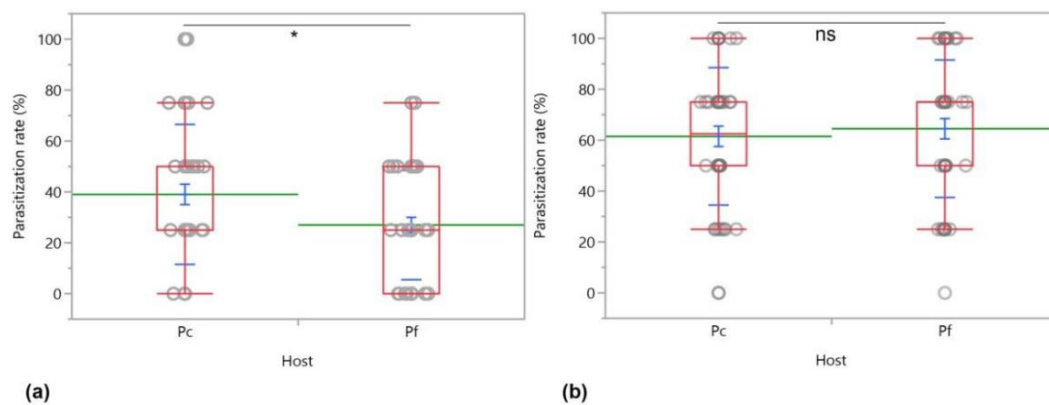 *
100
80
60
40
20
0
Parasitization rate (%)
Pc Pf
Host
(a)
ns
100
80
60
40
20
0
Parasitization rate (%)
Pc Pf
Host
(b)